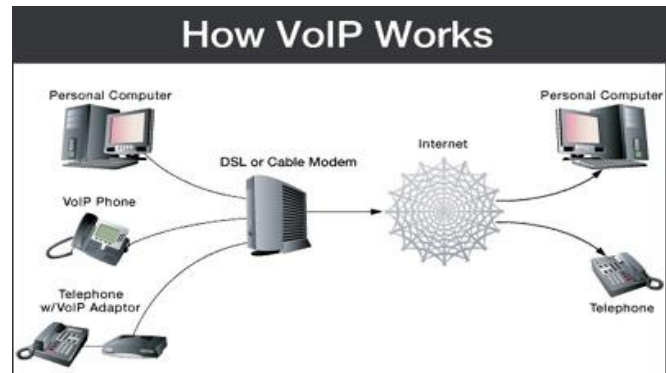 How VoIP Works
Personal Computer
Personal Computer
Internet
DSL or Cable Modem
VoIP Phone
Telephone
w/VoIP Adaptor
Telephone